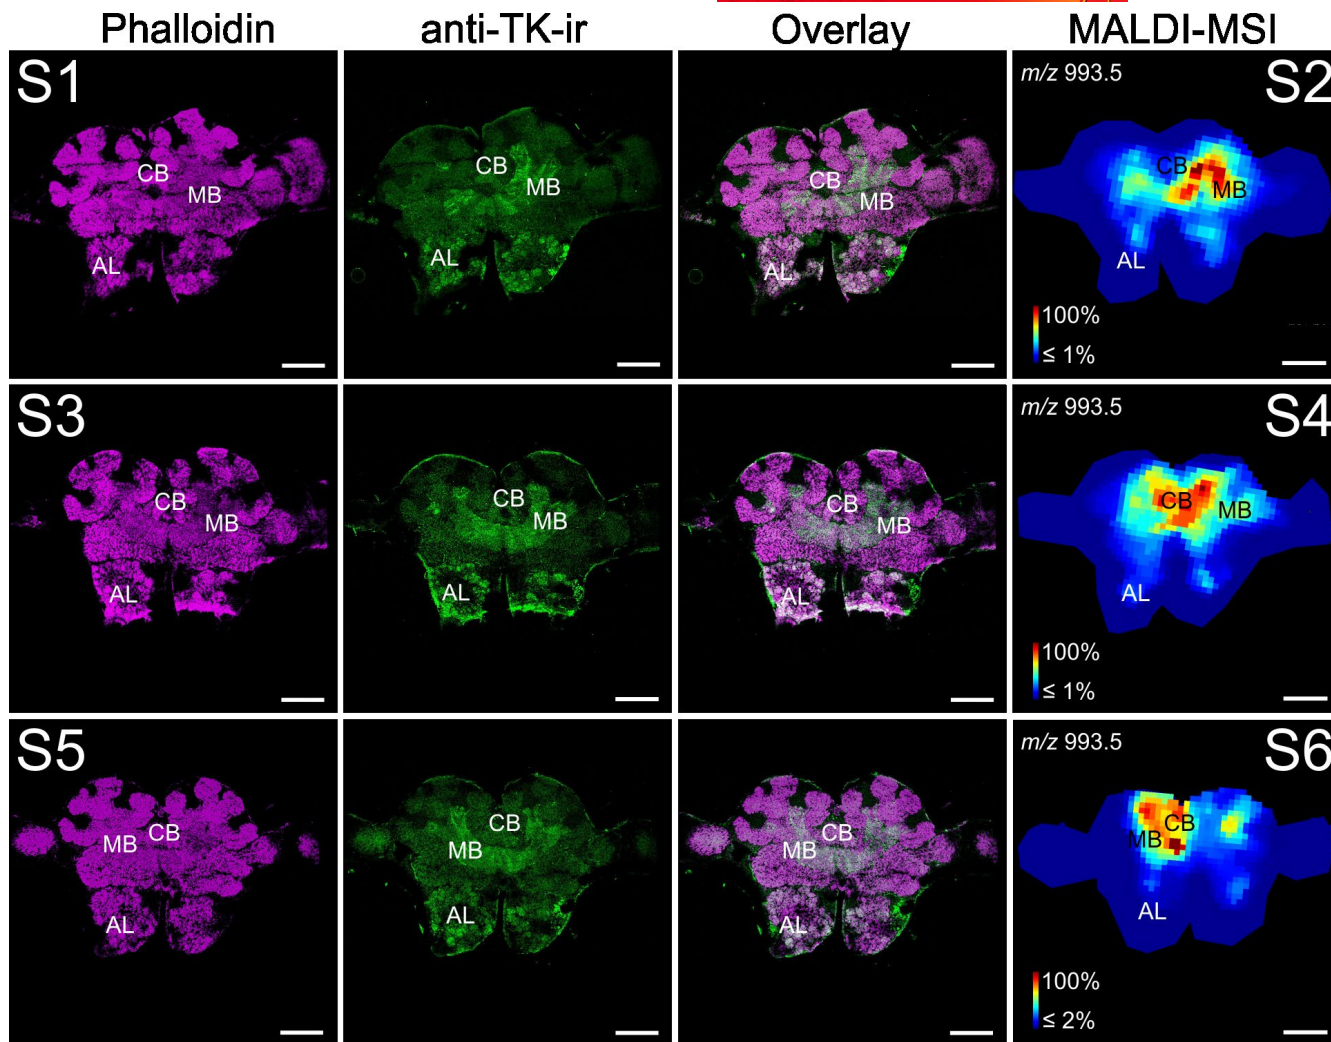 Phalloidin anti-TK-ir Overlay MALDI-MSI
S1 m/z 993.5 S2
CB CB CB CB
MB MB MB MB
AL AL AL AL
100%
≤ 1%
S3 m/z 993.5 S4
CB CB CB CB
MB MB MB MB
AL AL AL AL
100%
≤ 1%
S5 m/z 993.5 S6
CB CB CB CB
MB MB MB MB
AL AL AL AL
100%
≤ 2%